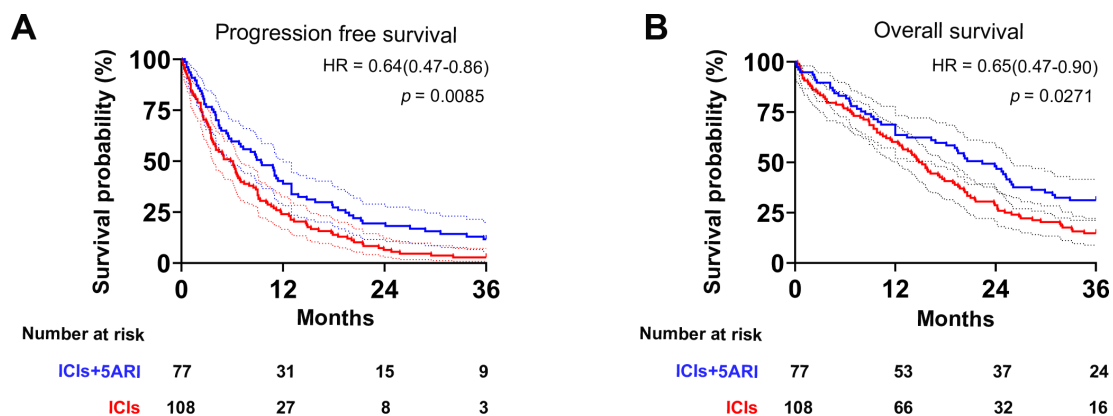 A
Progression free survival
HR = 0.64(0.47-0.86)
p = 0.0085
Survival probability (%)
100
75
50
25
0
0 12 24 36
Months
Number at risk
ICIs+5ARI 77 31 15 9
ICIs 108 27 8 3
B
Overall survival
HR = 0.65(0.47-0.90)
p = 0.0271
Survival probability (%)
100
75
50
25
0
0 12 24 36
Months
Number at risk
ICIs+5ARI 77 53 37 24
ICIs 108 66 32 16